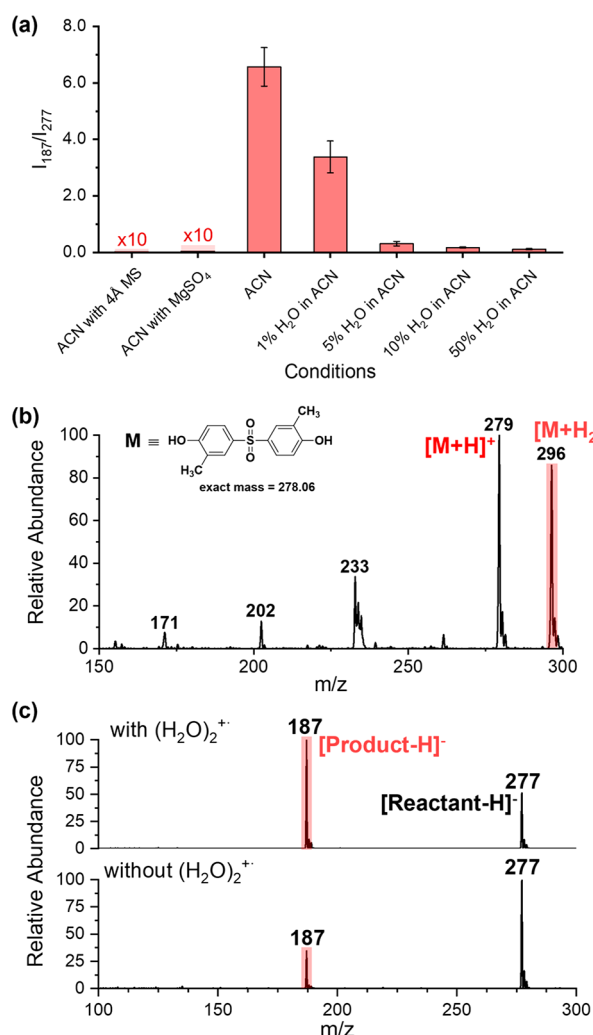 (a)
8.0
6.0
4.0
2.0
0.0
I187/I277
x10
x10
ACN with 4Å MS
ACN with MgSO4
ACN
1% H2O in ACN
5% H2O in ACN
10% H2O in ACN
50% H2O in ACN
Conditions
(b)
M ≡
HO
H3C
O
S
O
CH3
OH
exact mass = 278.06
[M+H]+
279
[M+H2
296
233
202
171
100
80
60
40
20
0
Relative Abundance
150
200
250
300
m/z
(c)
with (H2O)2+·
187
[Product-H]-
[Reactant-H]-
277
100
75
50
25
0
without (H2O)2+·
187
277
100
75
50
25
0
Relative Abundance
100
150
200
250
300
m/z